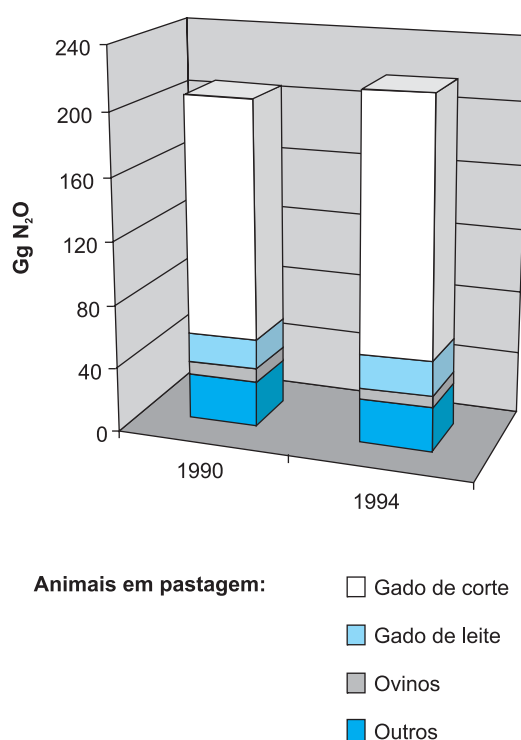 240
200
160
120
80
40
0
Gg N₂O
1990
1994
Animais em pastagem:
Gado de corte
Gado de leite
Ovinos
Outros